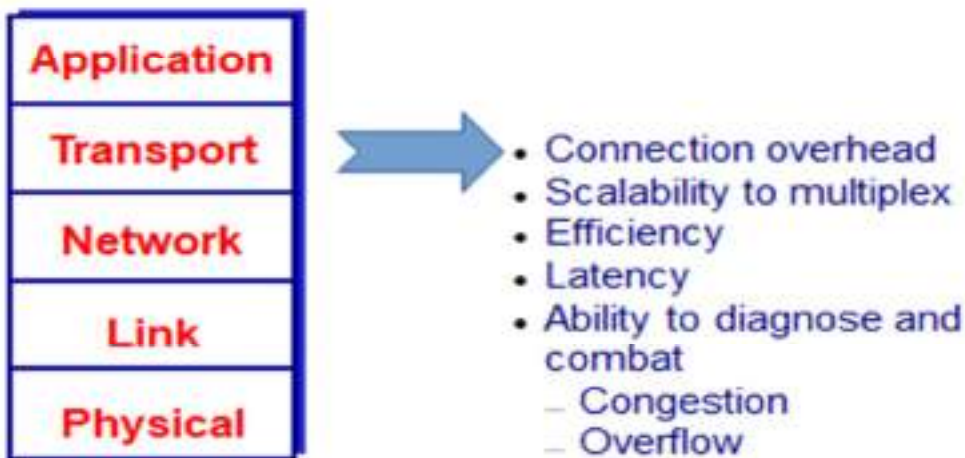 Application
Transport
Network
Link
Physical
• Connection overhead
• Scalability to multiplex
• Efficiency
• Latency
• Ability to diagnose and
combat
– Congestion
– Overflow